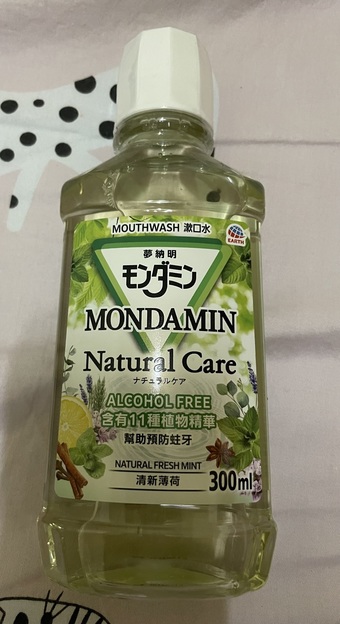 MOUTHWASH 漱口水
EARTH
夢納明
モンダミン
MONDAMIN
Natural Care
ナチュラルケア
ALCOHOL FREE
含有11種植物精華
幫助預防蛀牙
NATURAL FRESH MINT
清新薄荷
300ml